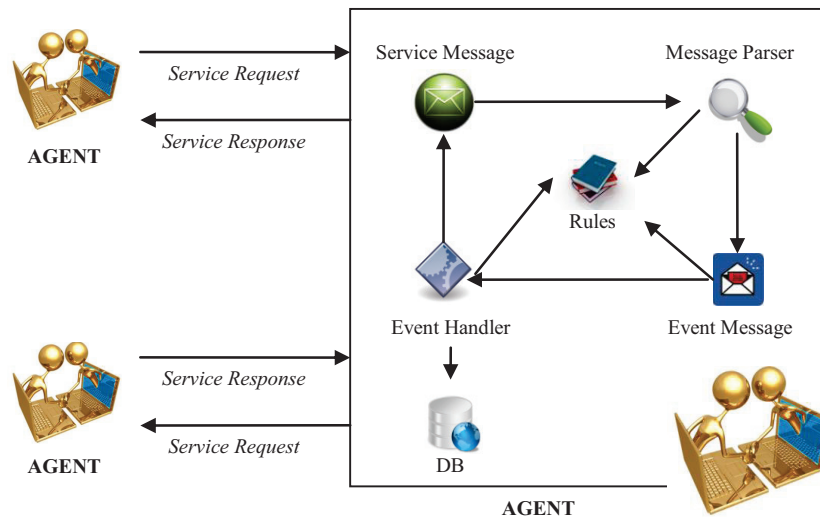 Service Message
Message Parser
Service Request
Service Response
AGENT
Rules
Event Handler
Event Message
Service Response
Service Request
AGENT
DB
AGENT